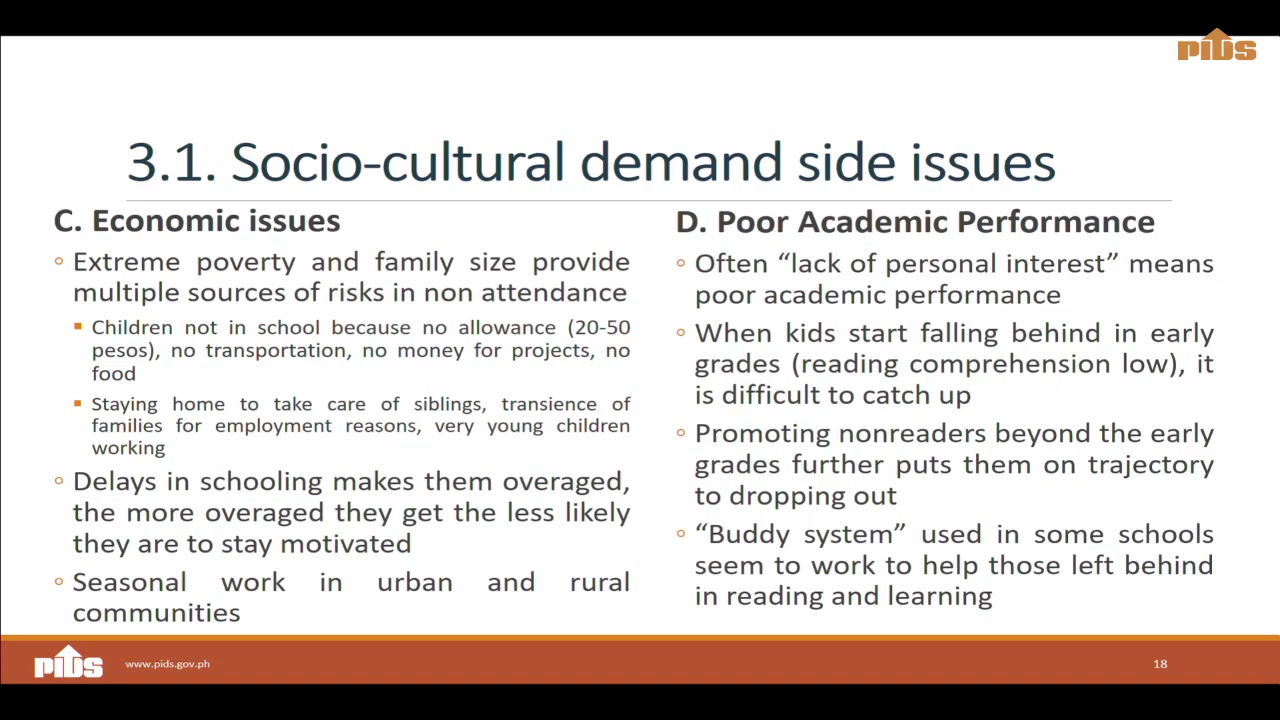 PIDS
3.1. Socio-cultural demand side issues
C. Economic issues
Extreme poverty and family size provide
multiple sources of risks in non attendance
Children not in school because no allowance (20-50
pesos), no transportation, no money for projects, no
food
Staying home to take care of siblings, transience of
families for employment reasons, very young children
working
Delays in schooling makes them overaged,
the more overaged they get the less likely
they are to stay motivated
Seasonal work in urban and rural
communities
D. Poor Academic Performance
Often “lack of personal interest” means
poor academic performance
When kids start falling behind in early
grades (reading comprehension low), it
is difficult to catch up
Promoting nonreaders beyond the early
grades further puts them on trajectory
to dropping out
“Buddy system” used in some schools
seem to work to help those left behind
in reading and learning
PIDS
www.pids.gov.ph
18